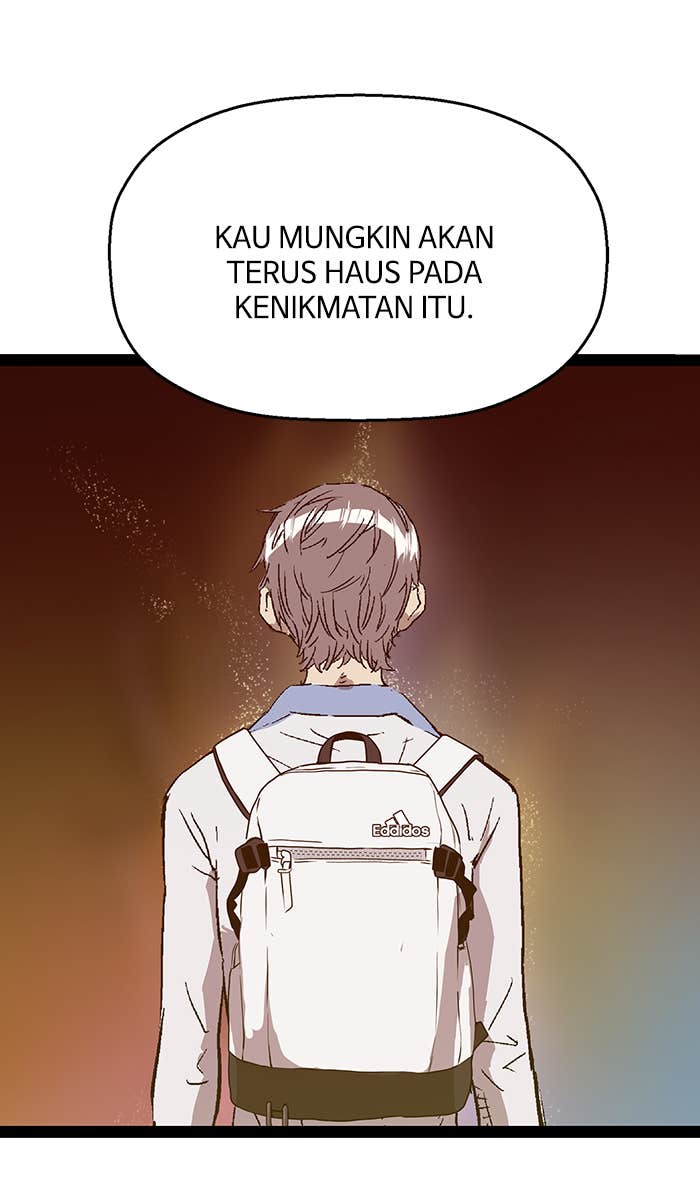 KAU MUNGKIN AKAN
TERUS HAUS PADA
KENIKMATAN ITU.
Eddidos